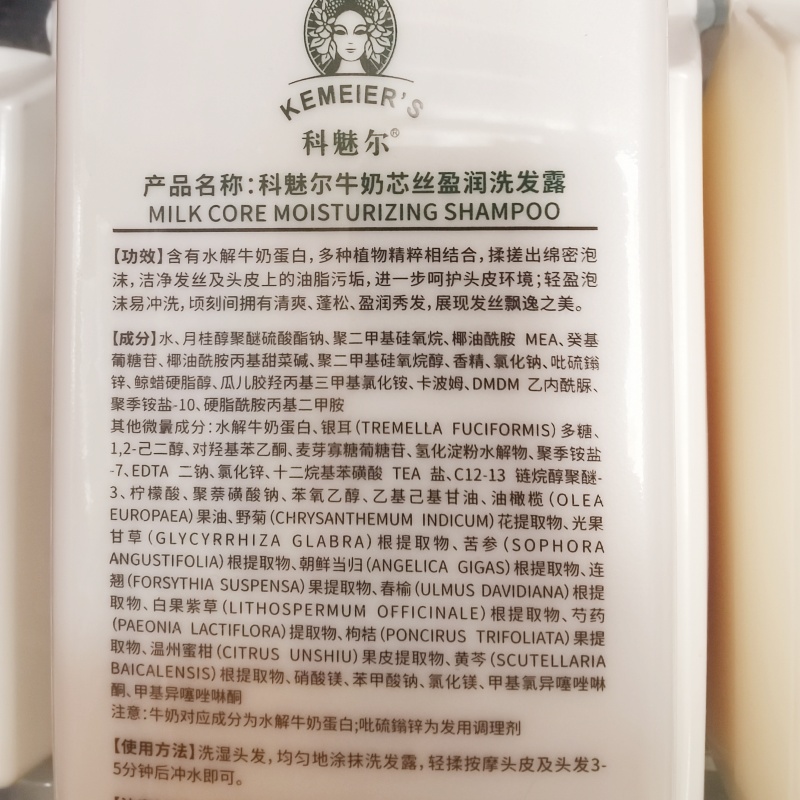 KEMEIER'S
科魅尔®
产品名称:科魅尔牛奶芯丝盈润洗发露
MILK CORE MOISTURIZING SHAMPOO
【功效】含有水解牛奶蛋白,多种植物精粹相结合,揉搓出绵密泡
沫,洁净发丝及头皮上的油脂污垢,进一步呵护头皮环境;轻盈泡
沫易冲洗,顷刻间拥有清爽、蓬松、盈润秀发,展现发丝飘逸之美。
【成分】水、月桂醇聚醚硫酸酯钠、聚二甲基硅氧烷、椰油酰胺 MEA、癸基
葡糖苷、椰油酰胺丙基甜菜碱、聚二甲基硅氧烷醇、香精、氯化钠、吡硫鎓
锌、鲸蜡硬脂醇、瓜儿胶羟丙基三甲基氯化铵、卡波姆、DMDM 乙内酰脲、
聚季铵盐-10、硬脂酰胺丙基二甲胺
其他微量成分:水解牛奶蛋白、银耳(TREMELLA FUCIFORMIS)多糖、
1,2-己二醇、对羟基苯乙酮、麦芽寡糖葡糖苷、氢化淀粉水解物、聚季铵盐
-7、EDTA 二钠、氯化锌、十二烷基苯磺酸 TEA 盐、C12-13 链烷醇聚醚-
3、柠檬酸、聚萘磺酸钠、苯氧乙醇、乙基己基甘油、油橄榄(OLEA
EUROPAEA)果油、野菊(CHRYSANTHEMUM INDICUM)花提取物、光果
甘草(GLYCYRRHIZA GLABRA)根提取物、苦参(SOPHORA
ANGUSTIFOLIA)根提取物、朝鲜当归(ANGELICA GIGAS)根提取物、连
翘(FORSYTHIA SUSPENSA)果提取物、春榆(ULMUS DAVIDIANA)根提
取物、白果紫草(LITHOSPERMUM OFFICINALE)根提取物、芍药
(PAEONIA LACTIFLORA)提取物、枸桔(PONCIRUS TRIFOLIATA)果提
取物、温州蜜柑(CITRUS UNSHIU)果皮提取物、黄芩(SCUTELLARIA
BAICALENSIS)根提取物、硝酸镁、苯甲酸钠、氯化镁、甲基氯异噻唑啉
酮、甲基异噻唑啉酮
注意:牛奶对应成分为水解牛奶蛋白;吡硫鎓锌为发用调理剂
【使用方法】洗湿头发,均匀地涂抹洗发露,轻揉按摩头皮及头发3-
5分钟后冲水即可。